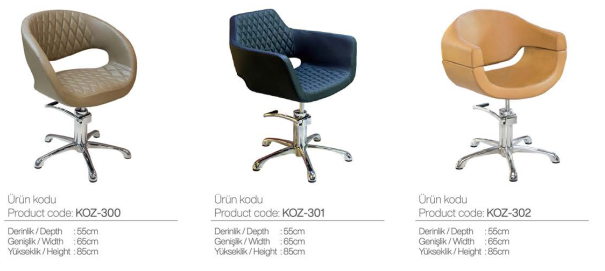 Ürün kodu
Product code: KOZ-300
Derinlik / Depth : 55cm
Genişlik / Width : 65cm
Yükseklik / Height : 85cm
Ürün kodu
Product code: KOZ-301
Derinlik / Depth : 55cm
Genişlik / Width : 65cm
Yükseklik / Height : 85cm
Ürün kodu
Product code: KOZ-302
Derinlik / Depth : 55cm
Genişlik / Width : 65cm
Yükseklik / Height : 85cm